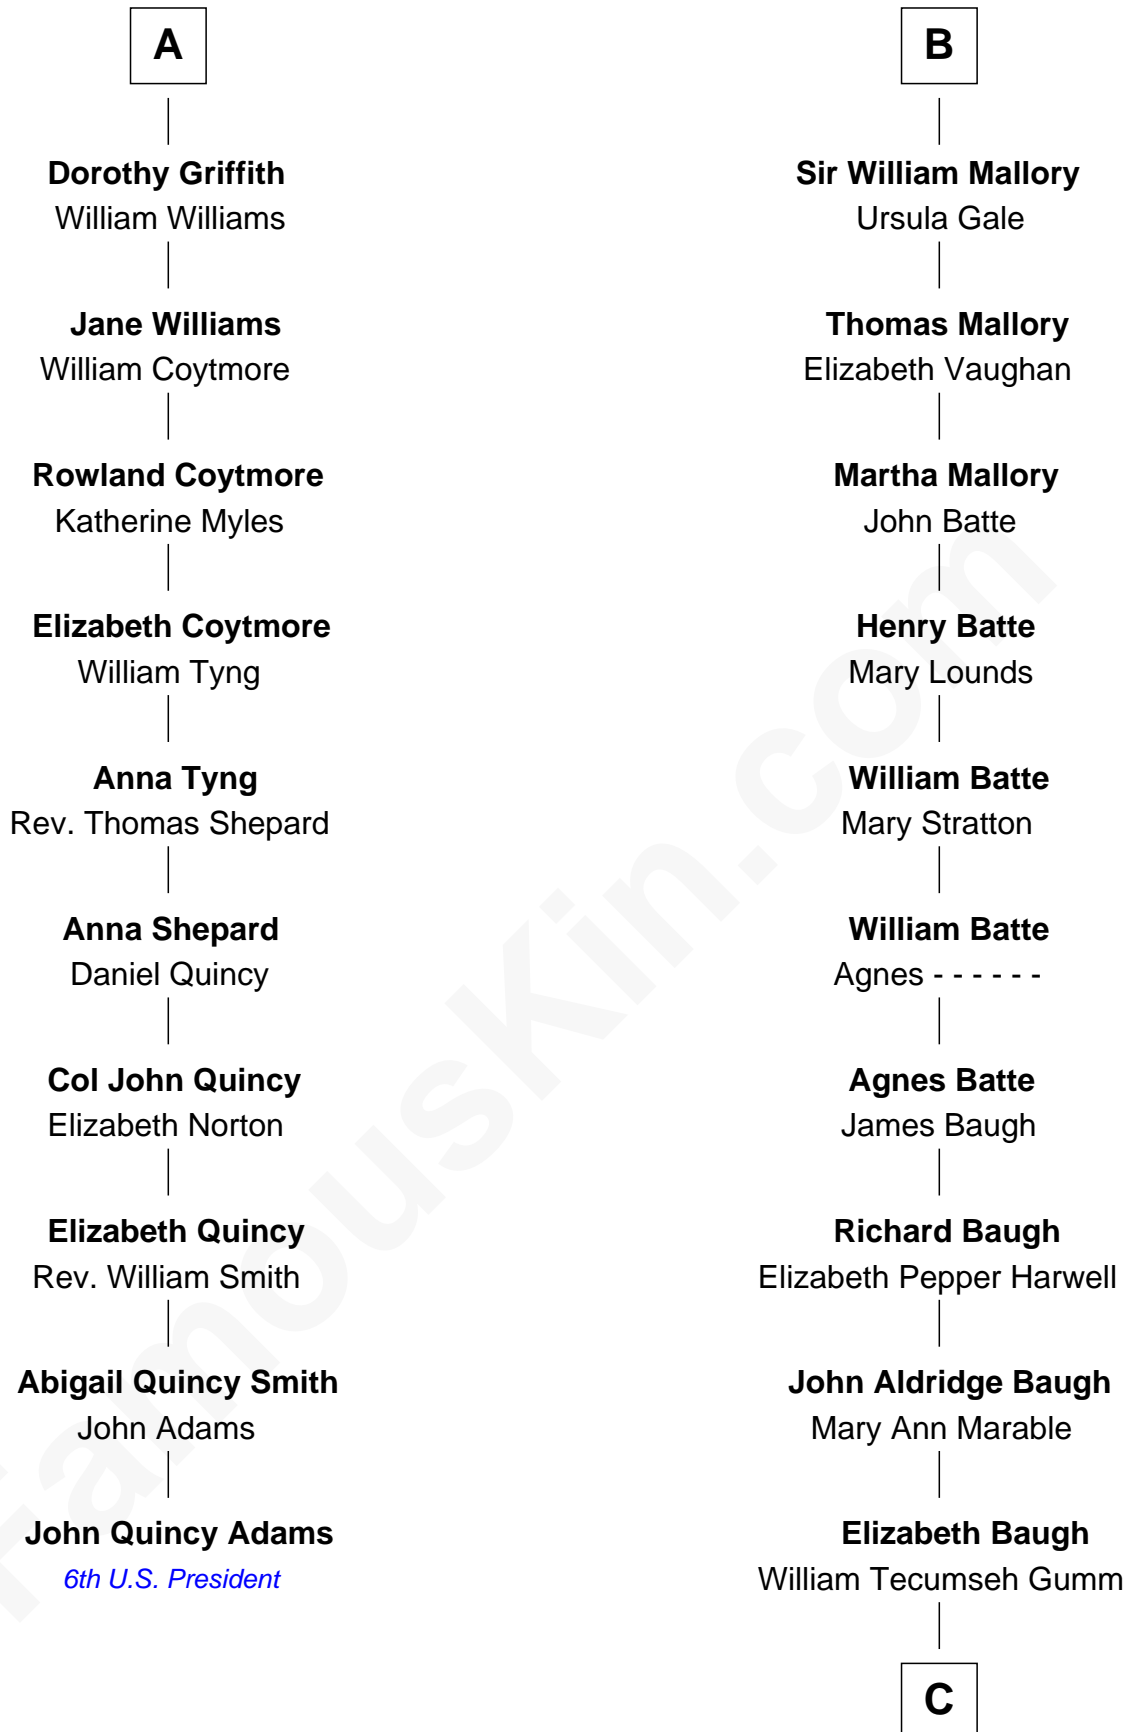 A
Dorothy Griffith
William Williams
Jane Williams
William Coytmore
Rowland Coytmore
Katherine Myles
Elizabeth Coytmore
William Tyng
Anna Tyng
Rev. Thomas Shepard
Anna Shepard
Daniel Quincy
Col John Quincy
Elizabeth Norton
Elizabeth Quincy
Rev. William Smith
Abigail Quincy Smith
John Adams
John Quincy Adams
6th U.S. President
B
Sir William Mallory
Ursula Gale
Thomas Mallory
Elizabeth Vaughan
Martha Mallory
John Batte
Henry Batte
Mary Lounds
William Batte
Mary Stratton
William Batte
Agnes - - - - - -
Agnes Batte
James Baugh
Richard Baugh
Elizabeth Pepper Harwell
John Aldridge Baugh
Mary Ann Marable
Elizabeth Baugh
William Tecumseh Gumm
C
FamousKin.com